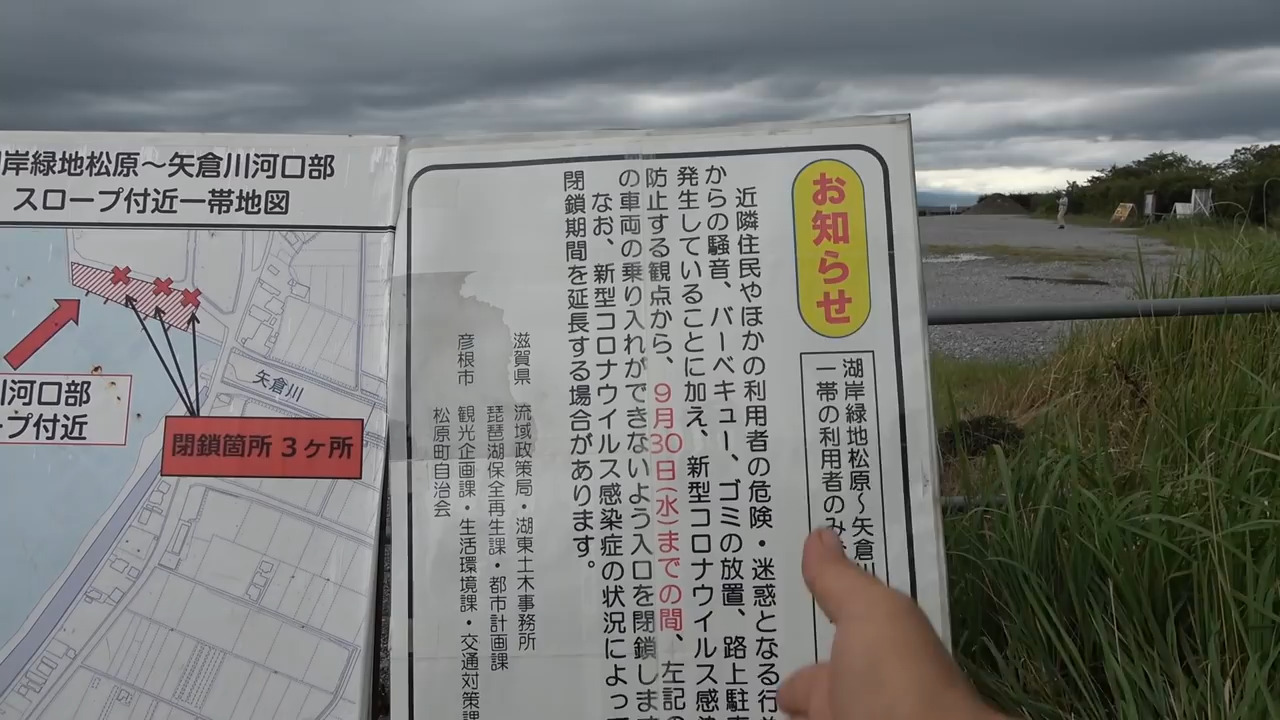 岸緑地松原～矢倉川河口部
スロープ付近一帯地図
矢倉川
河口部
プ付近
閉鎖箇所 3ヶ所
お知らせ
湖岸緑地松原～矢倉川
一帯の利用者のみ
近隣住民やほかの利用者の危険・迷惑となる行
からの騒音、バーベキュー、ゴミの放置、路上駐車
発生していることに加え、新型コロナウイルス感染
防止する観点から、9月30日(水)までの間、左記の
の車両の乗り入れができないよう入口を閉鎖します
なお、新型コロナウイルス感染症の状況によって
閉鎖期間を延長する場合があります。
滋賀県 流域政策局・湖東土木事務所
琵琶湖保全再生課・都市計画課
彦根市 観光企画課・生活環境課・交通対策課
松原町自治会